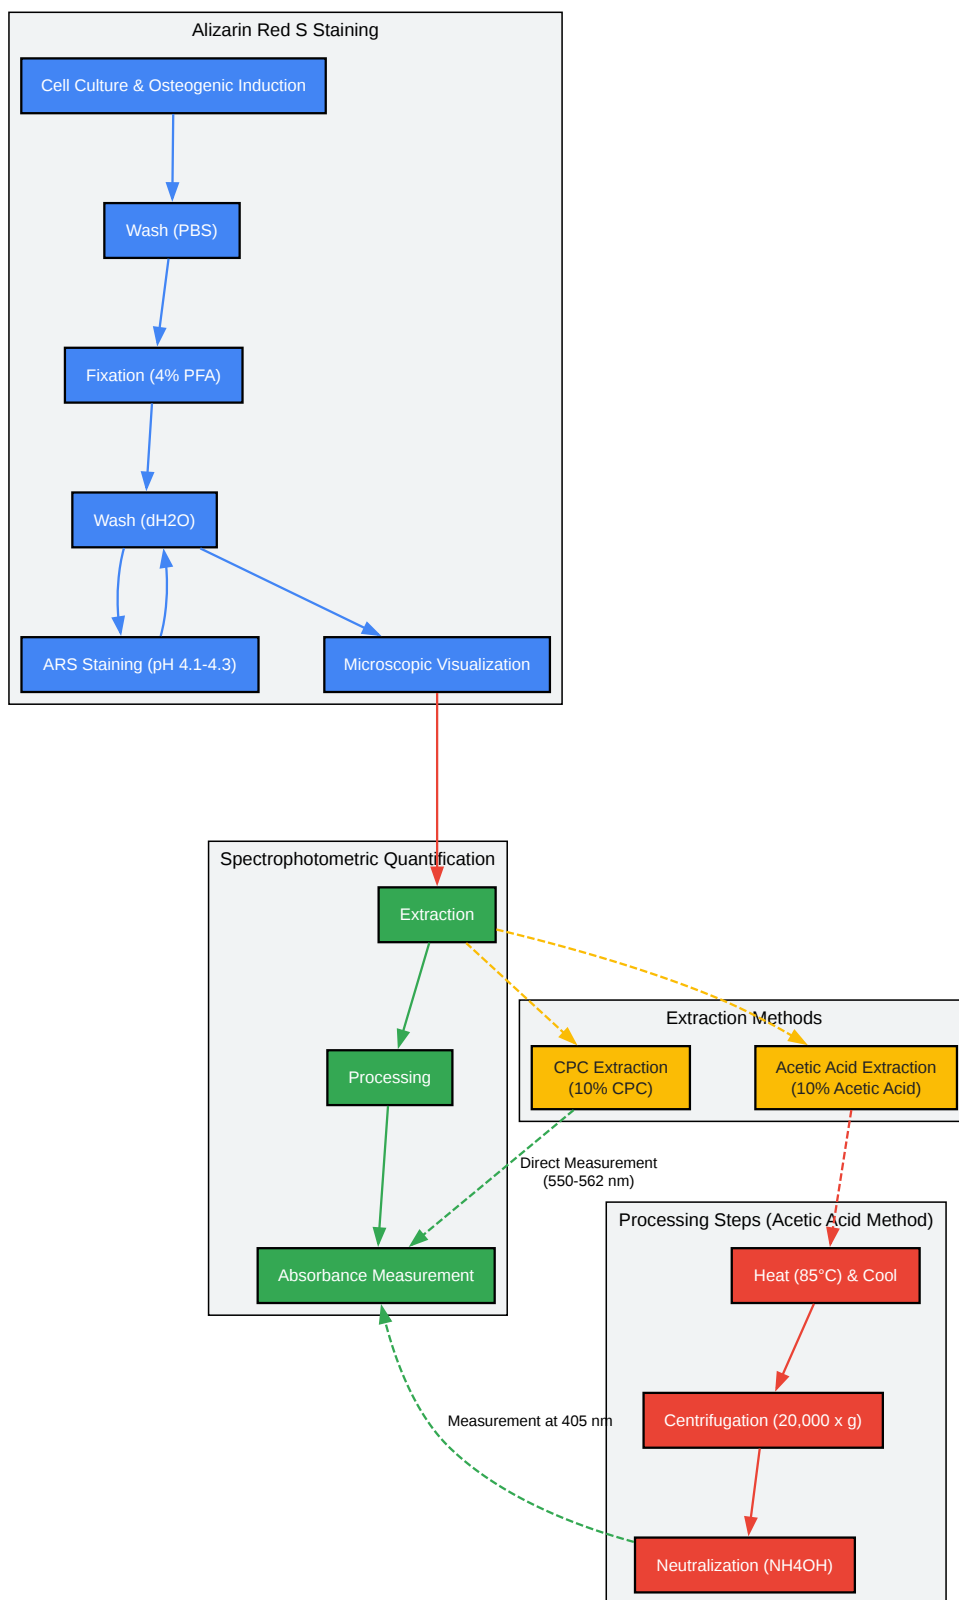 Alizarin Red S Staining
Cell Culture & Osteogenic Induction
Wash (PBS)
Fixation (4% PFA)
Wash (dH2O)
ARS Staining (pH 4.1-4.3)
Microscopic Visualization
Spectrophotometric Quantification
Extraction
Extraction Methods
Processing
CPC Extraction
(10% CPC)
Acetic Acid Extraction
(10% Acetic Acid)
Direct Measurement
(550-562 nm)
Processing Steps (Acetic Acid Method)
Absorbance Measurement
Heat (85°C) & Cool
Measurement at 405 nm
Centrifugation (20,000 x g)
Neutralization (NH4OH)